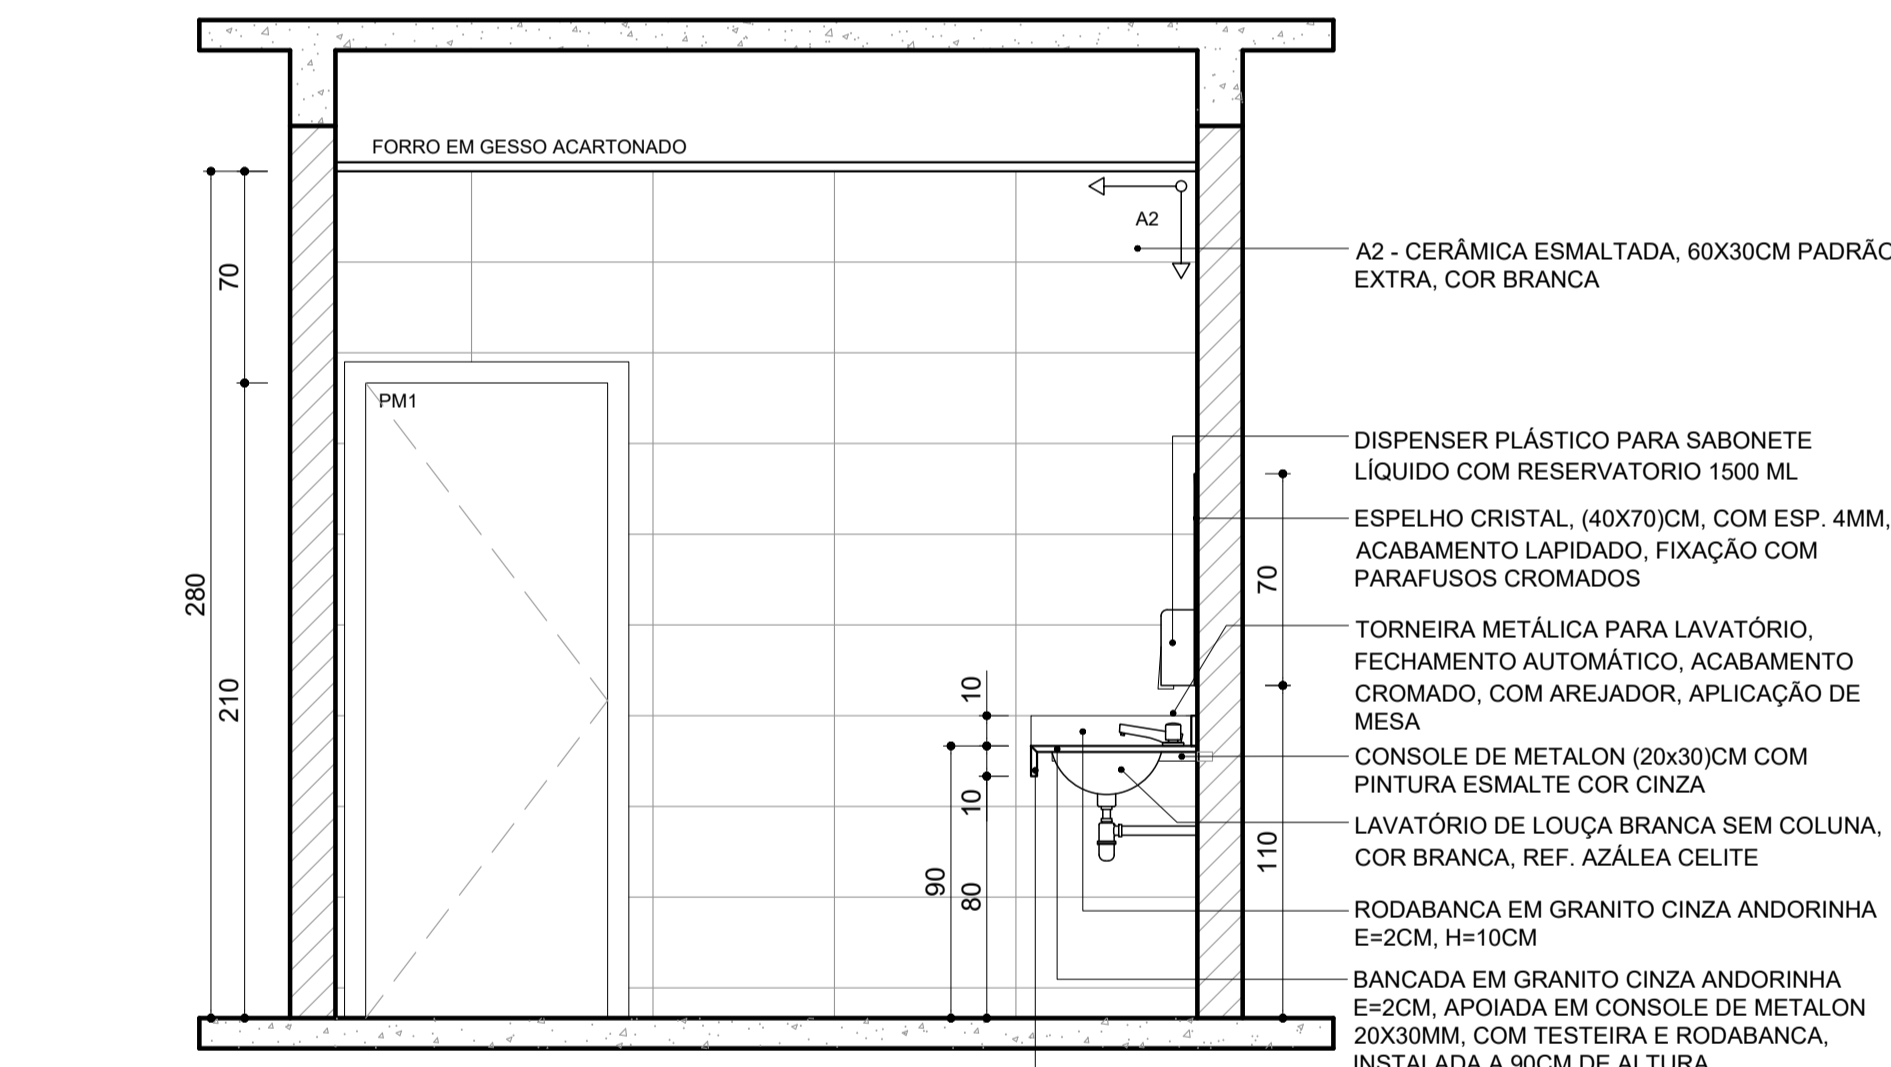 FORRO EM GESSO ACARTONADO
A2
A2 - CERÂMICA ESMALTADA, 60X30CM PADRÃO
EXTRA, COR BRANCA
70
PM1
DISPENSER PLÁSTICO PARA SABONETE
LÍQUIDO COM RESERVATORIO 1500 ML
ESPELHO CRISTAL, (40X70)CM, COM ESP. 4MM,
ACABAMENTO LAPIDADO, FIXAÇÃO COM
PARAFUSOS CROMADOS
70
280
210
TORNEIRA METÁLICA PARA LAVATÓRIO,
FECHAMENTO AUTOMÁTICO, ACABAMENTO
CROMADO, COM AREJADOR, APLICAÇÃO DE
MESA
10
CONSOLE DE METALON (20x30)CM COM
PINTURA ESMALTE COR CINZA
10
LAVATÓRIO DE LOUÇA BRANCA SEM COLUNA,
COR BRANCA, REF. AZÁLEA CELITE
110
90
80
RODABANCA EM GRANITO CINZA ANDORINHA
E=2CM, H=10CM
BANCADA EM GRANITO CINZA ANDORINHA
E=2CM, APOIADA EM CONSOLE DE METALON
20X30MM, COM TESTEIRA E RODABANCA,
INSTALADA A 90CM DE ALTURA